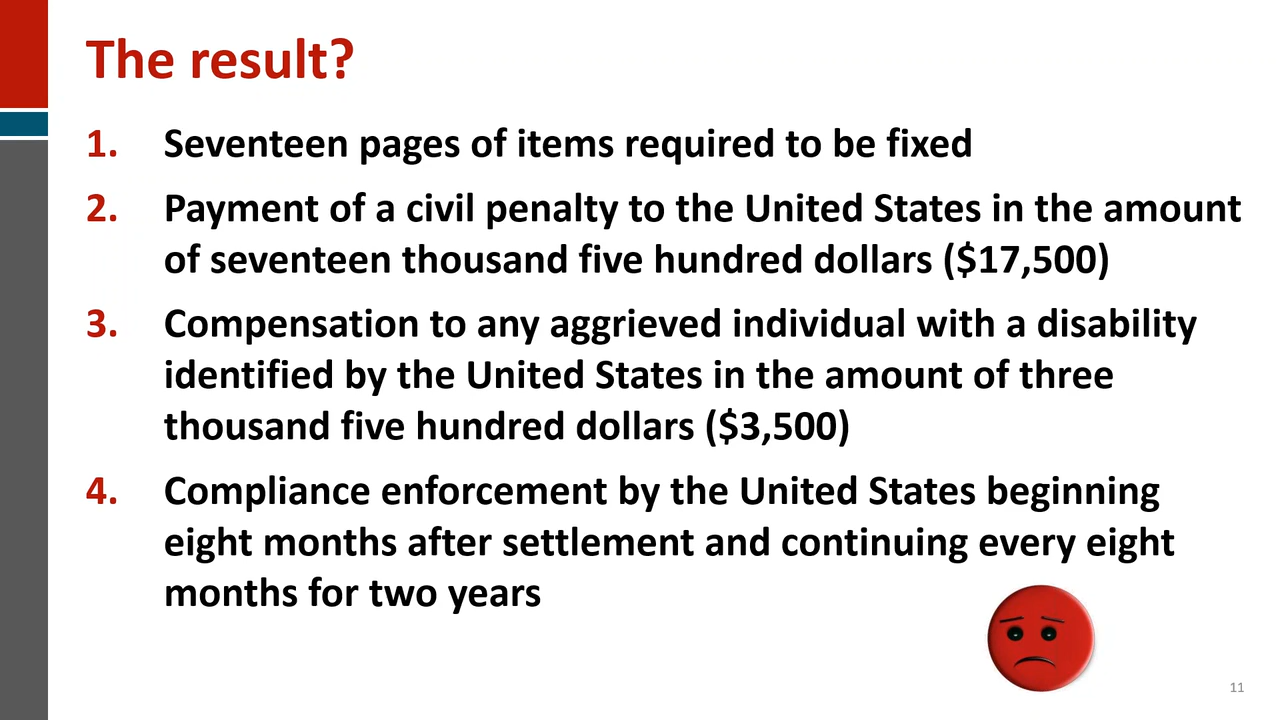 The result?
1. Seventeen pages of items required to be fixed
2. Payment of a civil penalty to the United States in the amount
of seventeen thousand five hundred dollars ($17,500)
3. Compensation to any aggrieved individual with a disability
identified by the United States in the amount of three
thousand five hundred dollars ($3,500)
4. Compliance enforcement by the United States beginning
eight months after settlement and continuing every eight
months for two years
11